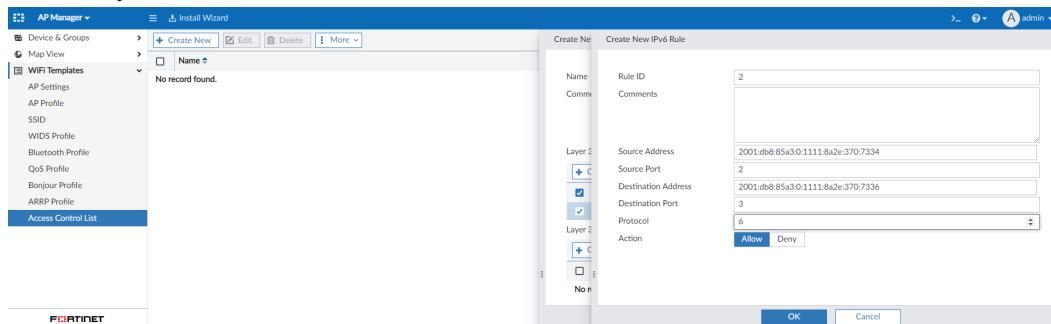 AP Manager
Install Wizard
admin
Device & Groups
Map View
WiFi Templates
AP Settings
AP Profile
SSID
WIDS Profile
Bluetooth Profile
QoS Profile
Bonjour Profile
ARRP Profile
Access Control List
FORTINET
+ Create New
Edit
Delete
More
Name
No record found.
Create Ne
Name
Comme
Layer 3
+ C
Layer 3
+ C
No r
Create New IPv6 Rule
Rule ID 2
Comments
Source Address 2001:db8:85a3:0:1111:8a2e:370:7334
Source Port 2
Destination Address 2001:db8:85a3:0:1111:8a2e:370:7336
Destination Port 3
Protocol 6
Action Allow Deny
OK Cancel